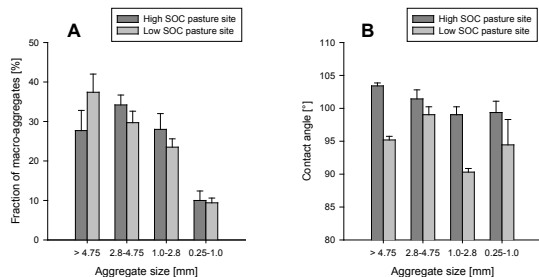 High SOC pasture site
Low SOC pasture site
A
Fraction of macro-aggregates [%]
50
40
30
20
10
0
> 4.75 2.8-4.75 1.0-2.8 0.25-1.0
Aggregate size [mm]
High SOC pasture site
Low SOC pasture site
B
Contact angle [°]
110
105
100
95
90
85
80
> 4.75 2.8-4.75 1.0-2.8 0.25-1.0
Aggregate size [mm]